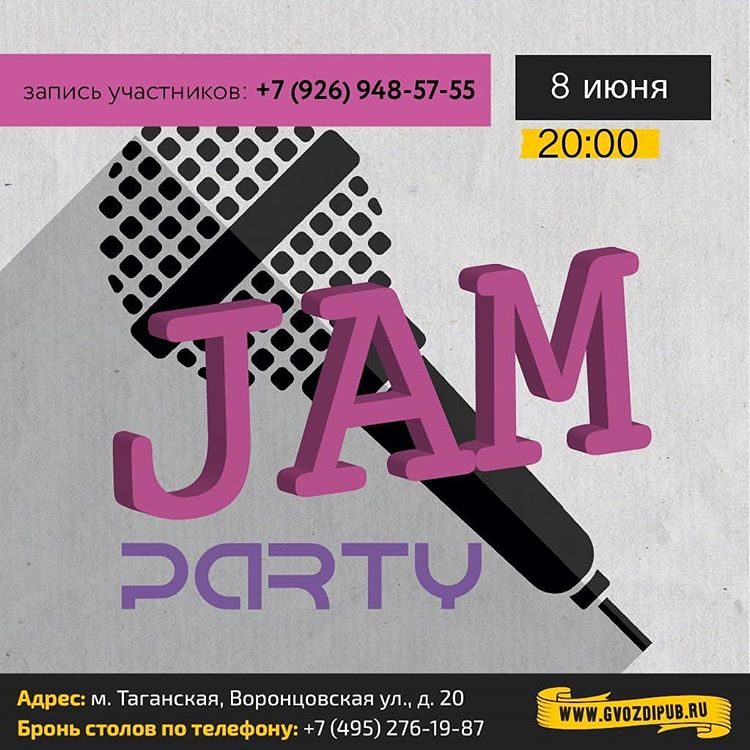 запись участников: +7 (926) 948-57-55
8 июня
20:00
JAM
PARTY
Адрес: м. Таганская, Воронцовская ул., д. 20
Бронь столов по телефону: +7 (495) 276-19-87
WWW.GVOZDIPUB.RU